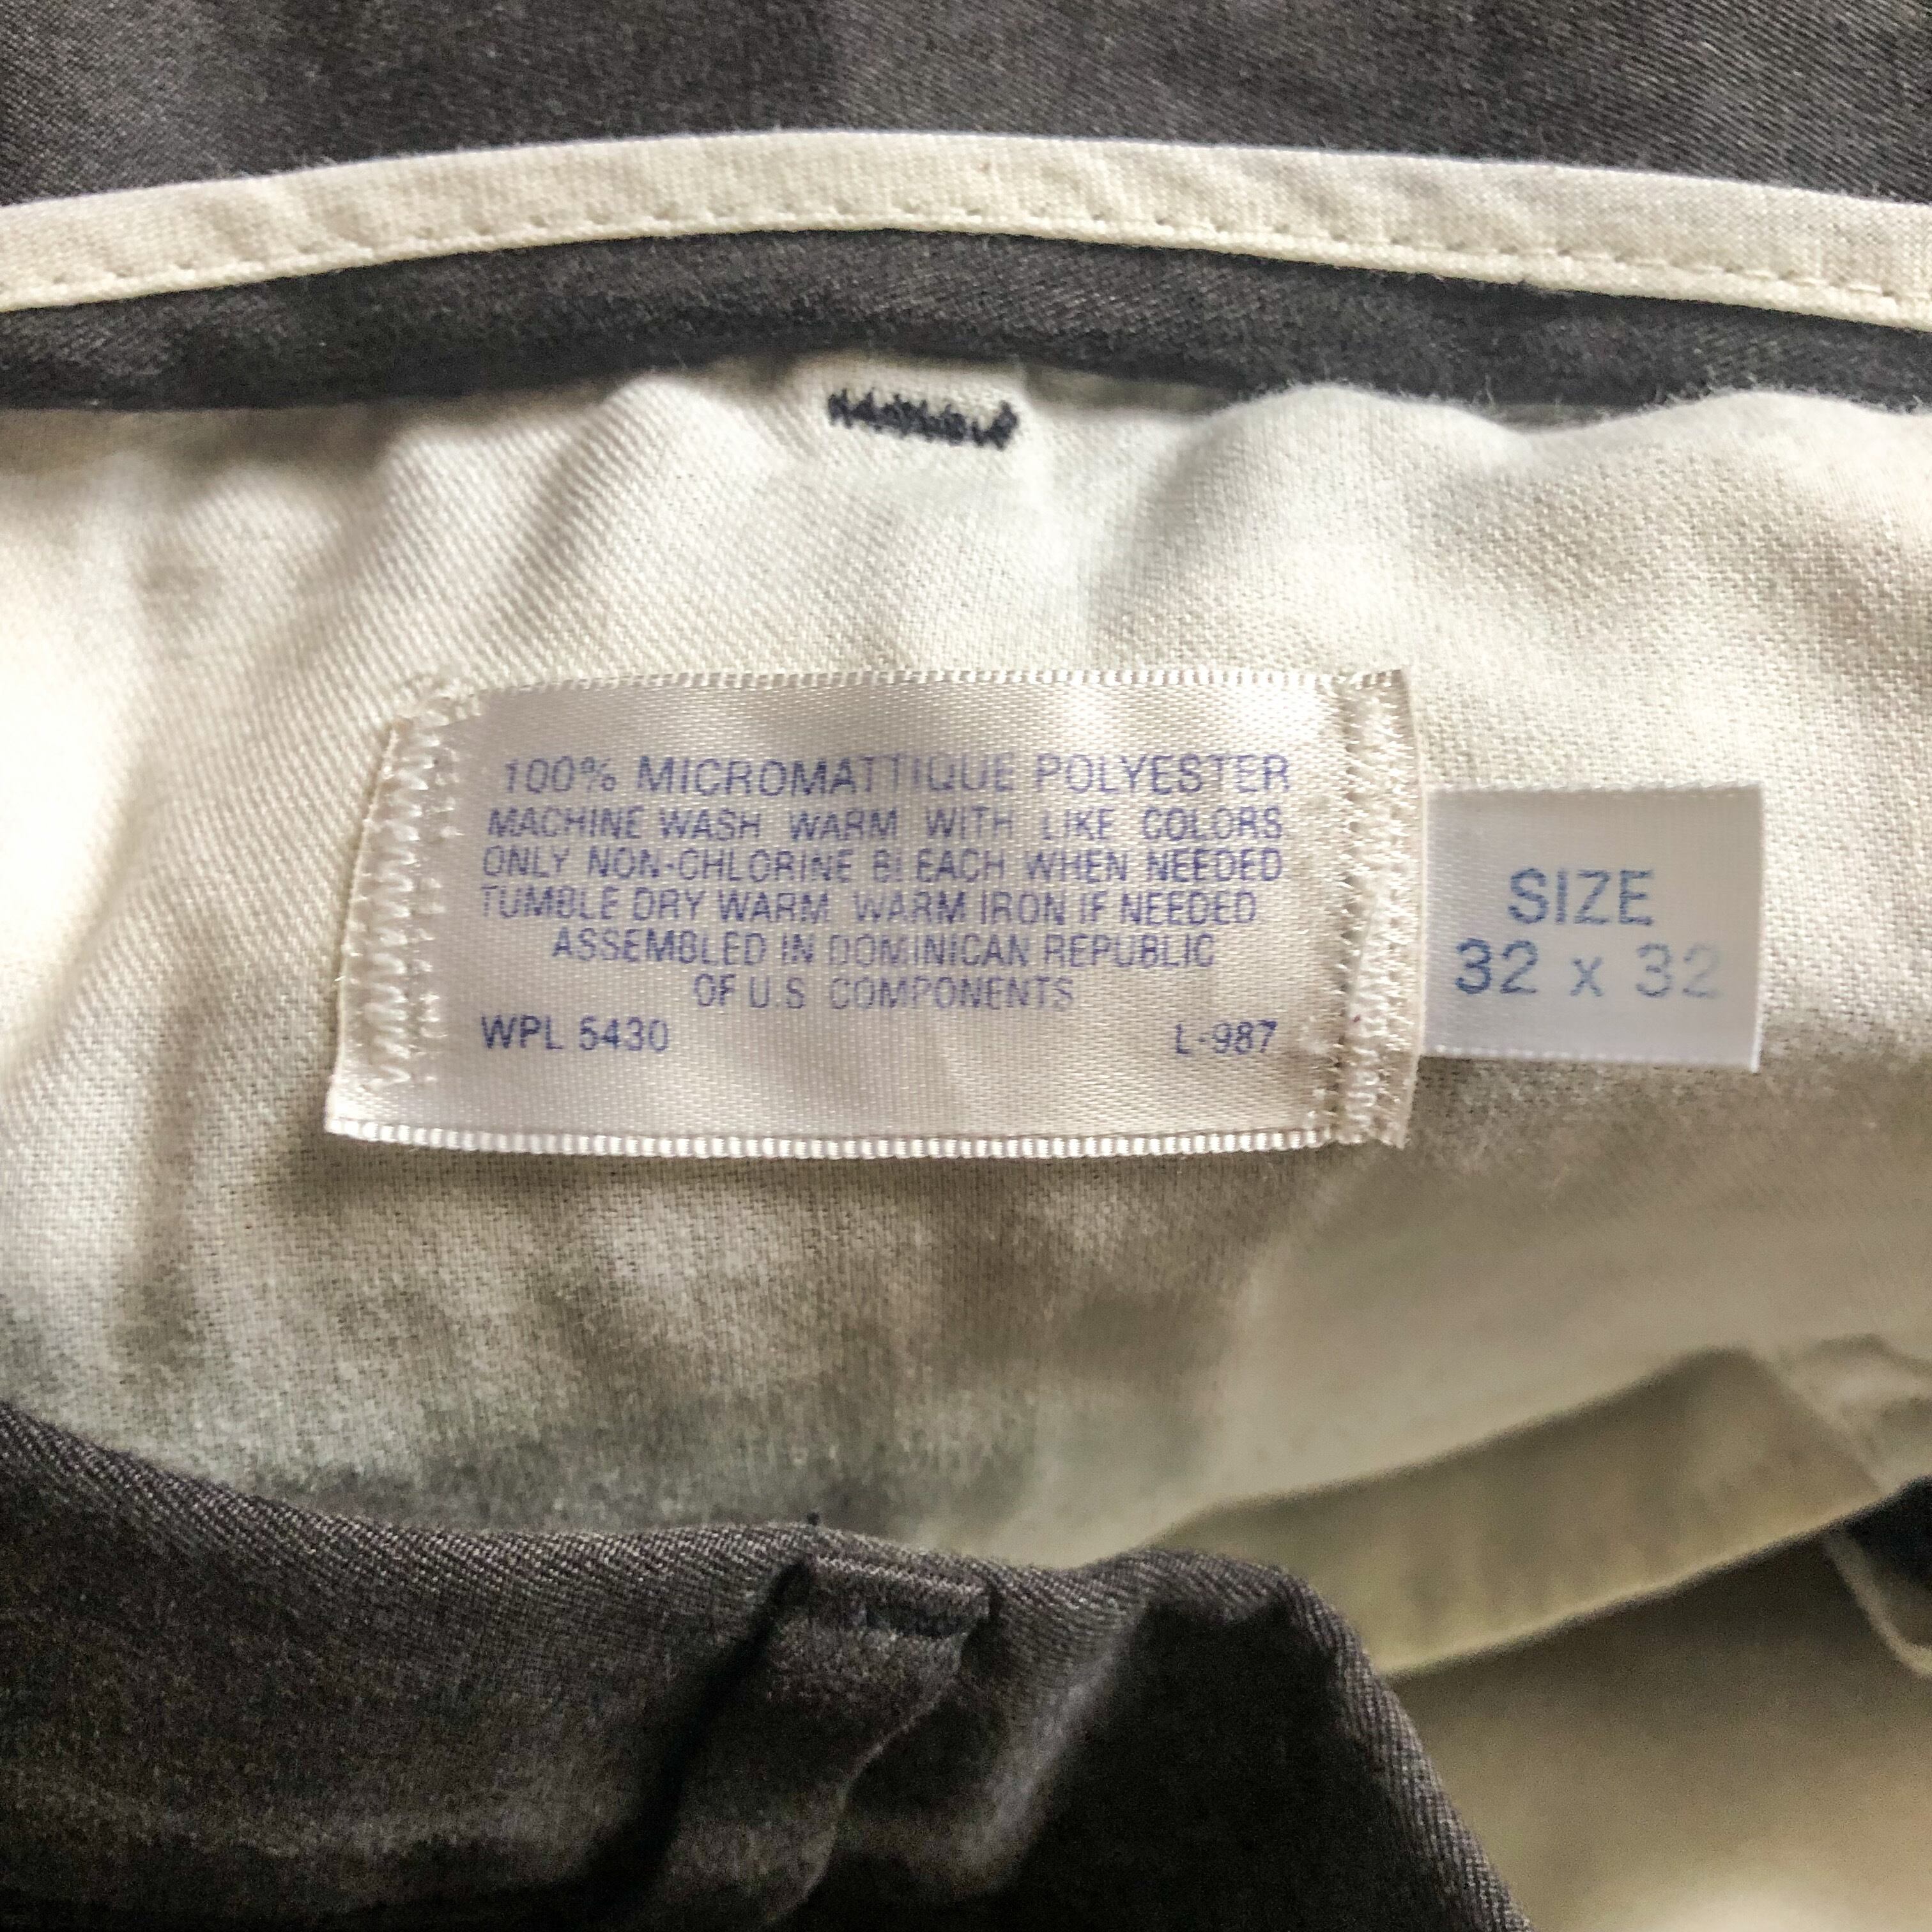 100% MICROMATTIQUE POLYESTER
MACHINE WASH WARM WITH LIKE COLORS.
ONLY NON-CHLORINE BLEACH WHEN NEEDED
TUMBLE DRY WARM. WARM IRON IF NEEDED.
ASSEMBLED IN DOMINICAN REPUBLIC
OF U.S. COMPONENTS
WPL 5430 L-987
SIZE
32 x 32